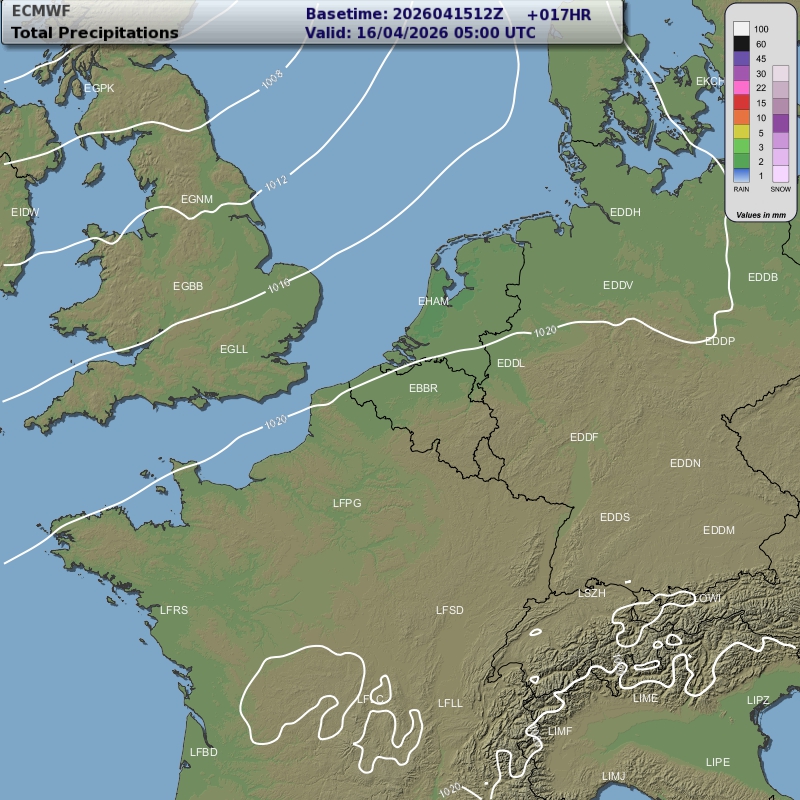 ECMWF
Basetime: 2026041512Z +017HR
Total Precipitations
Valid: 16/04/2026 05:00 UTC
100
60
45
30
22
15
10
5
3
2
1
RAIN
SNOW
Values in mm
1008
EGPK
EKCH
1012
EGNM
EIDW
EDDH
1016
EGBB
EDDV
EDDB
EHAM
EGLL
1020
EDDP
EDDL
EBBR
1020
EDDF
EDDN
LFPG
EDDS
EDDM
LSZH
LOWI
LFRS
LFSD
LFLC
LFLL
LIME
LIPZ
LIMF
LFBD
LIPE
LIMJ
1020